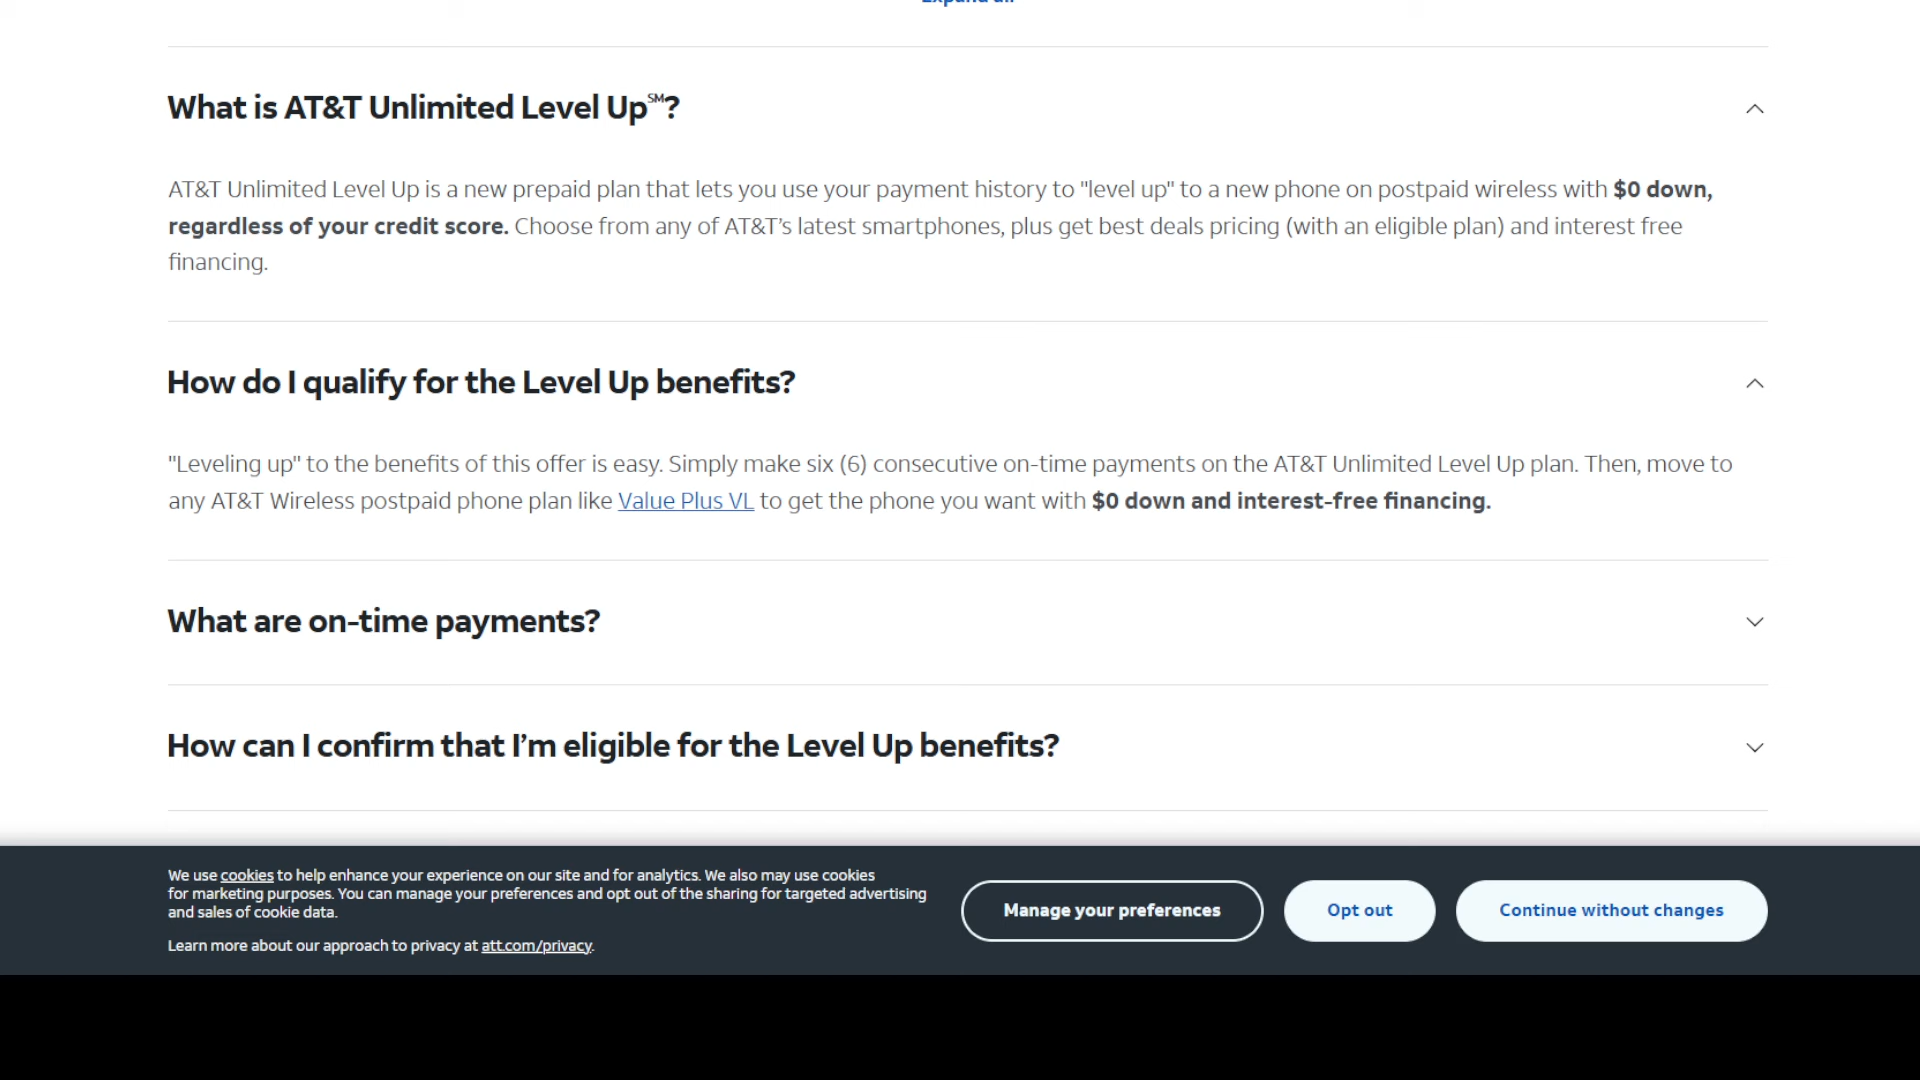 Expand all
What is AT&T Unlimited Level Up℠?
AT&T Unlimited Level Up is a new prepaid plan that lets you use your payment history to "level up" to a new phone on postpaid wireless with $0 down,
regardless of your credit score. Choose from any of AT&T’s latest smartphones, plus get best deals pricing (with an eligible plan) and interest free
financing.
How do I qualify for the Level Up benefits?
"Leveling up" to the benefits of this offer is easy. Simply make six (6) consecutive on-time payments on the AT&T Unlimited Level Up plan. Then, move to
any AT&T Wireless postpaid phone plan like Value Plus VL to get the phone you want with $0 down and interest-free financing.
What are on-time payments?
How can I confirm that I’m eligible for the Level Up benefits?
We use cookies to help enhance your experience on our site and for analytics. We also may use cookies
for marketing purposes. You can manage your preferences and opt out of the sharing for targeted advertising
and sales of cookie data.
Learn more about our approach to privacy at att.com/privacy.
Manage your preferences
Opt out
Continue without changes